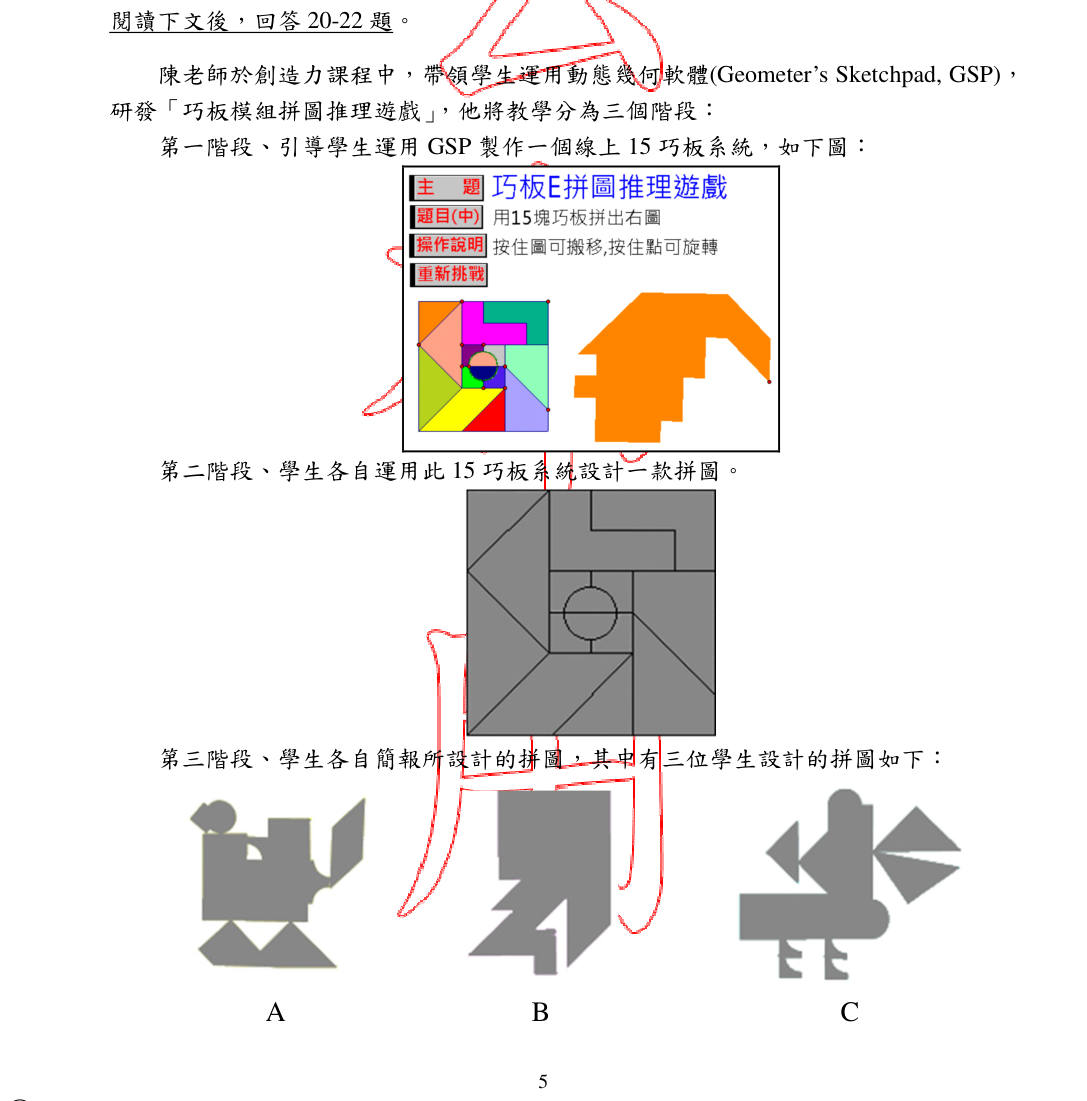 閱讀下文後，回答 20-22 題。
陳老師於創造力課程中，帶領學生運用動態幾何軟體(Geometer’s Sketchpad, GSP)，
研發「巧板模組拼圖推理遊戲」，他將教學分為三個階段：
第一階段、引導學生運用 GSP 製作一個線上 15 巧板系統，如下圖：
主 題 巧板E拼圖推理遊戲
題目(中) 用15塊巧板拼出右圖
操作說明 按住圖可搬移,按住點可旋轉
重新挑戰
第二階段、學生各自運用此 15 巧板系統設計一款拼圖。
第三階段、學生各自簡報所設計的拼圖，其中有三位學生設計的拼圖如下：
A B C
5